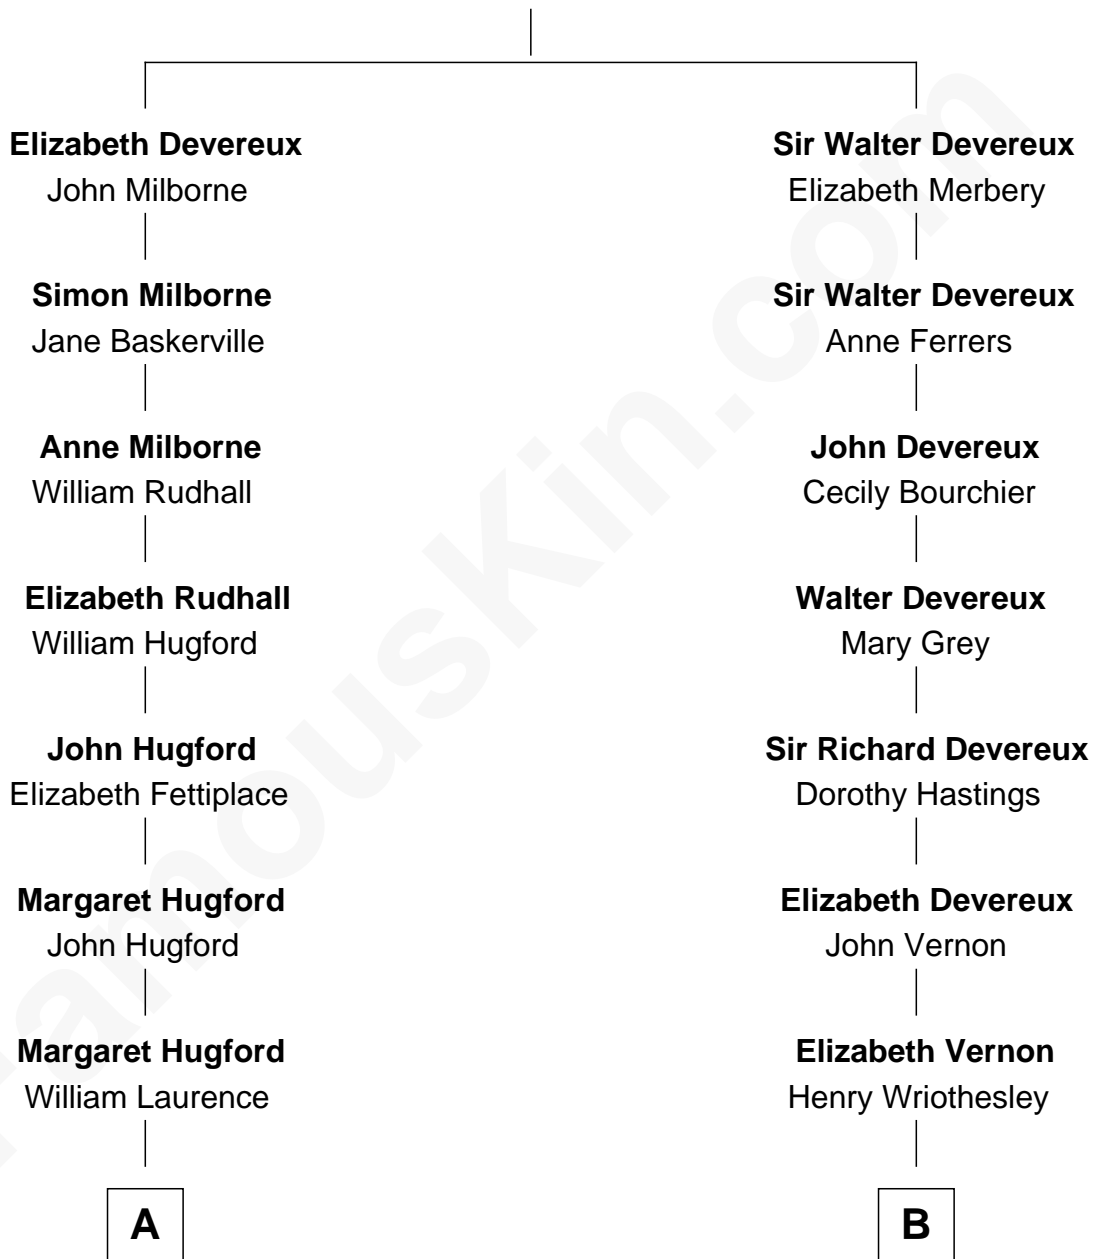 Elizabeth Devereux
John Milborne
Simon Milborne
Jane Baskerville
Anne Milborne
William Rudhall
Elizabeth Rudhall
William Hugford
John Hugford
Elizabeth Fettiplace
Margaret Hugford
John Hugford
Margaret Hugford
William Laurence
A
Sir Walter Devereux
Elizabeth Merbery
Sir Walter Devereux
Anne Ferrers
John Devereux
Cecily Bourchier
Walter Devereux
Mary Grey
Sir Richard Devereux
Dorothy Hastings
Elizabeth Devereux
John Vernon
Elizabeth Vernon
Henry Wriothesley
B
FamousKin.com